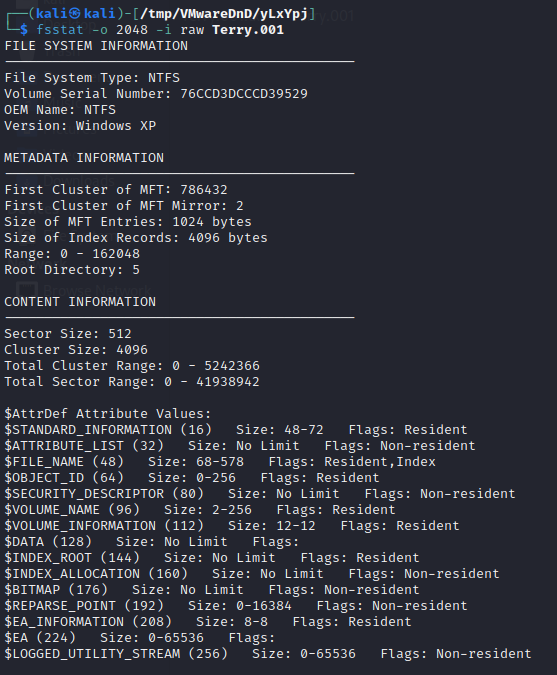 ┌──(kali㉿kali)-[/tmp/VMwareDnD/yLxYpj]
└─$ fsstat -o 2048 -i raw Terry.001
FILE SYSTEM INFORMATION
--------------------------------------------
File System Type: NTFS
Volume Serial Number: 76CCD3DCCCD39529
OEM Name: NTFS
Version: Windows XP

METADATA INFORMATION
--------------------------------------------
First Cluster of MFT: 786432
First Cluster of MFT Mirror: 2
Size of MFT Entries: 1024 bytes
Size of Index Records: 4096 bytes
Range: 0 - 162048
Root Directory: 5

CONTENT INFORMATION
--------------------------------------------
Sector Size: 512
Cluster Size: 4096
Total Cluster Range: 0 - 5242366
Total Sector Range: 0 - 41938942

$AttrDef Attribute Values:
$STANDARD_INFORMATION (16)   Size: 48-72   Flags: Resident
$ATTRIBUTE_LIST (32)   Size: No Limit   Flags: Non-resident
$FILE_NAME (48)   Size: 68-578   Flags: Resident,Index
$OBJECT_ID (64)   Size: 0-256   Flags: Resident
$SECURITY_DESCRIPTOR (80)   Size: No Limit   Flags: Non-resident
$VOLUME_NAME (96)   Size: 2-256   Flags: Resident
$VOLUME_INFORMATION (112)   Size: 12-12   Flags: Resident
$DATA (128)   Size: No Limit   Flags:
$INDEX_ROOT (144)   Size: No Limit   Flags: Resident
$INDEX_ALLOCATION (160)   Size: No Limit   Flags: Non-resident
$BITMAP (176)   Size: No Limit   Flags: Non-resident
$REPARSE_POINT (192)   Size: 0-16384   Flags: Non-resident
$EA_INFORMATION (208)   Size: 8-8   Flags: Resident
$EA (224)   Size: 0-65536   Flags:
$LOGGED_UTILITY_STREAM (256)   Size: 0-65536   Flags: Non-resident